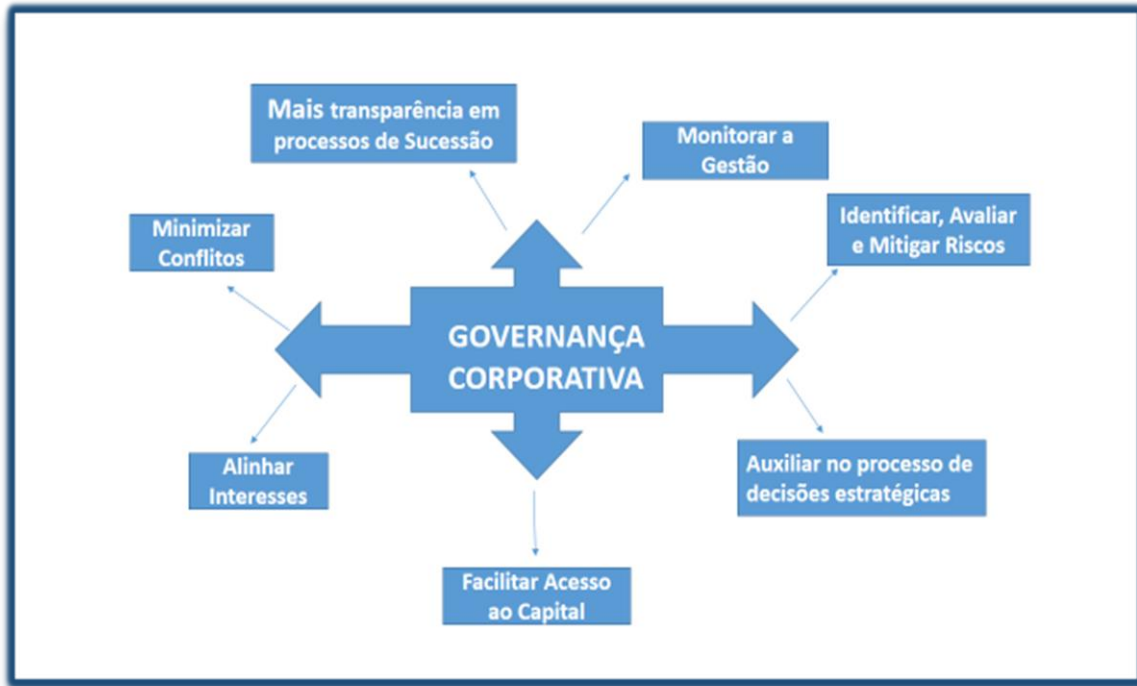 Mais transparência em
processos de Sucessão
Monitorar a
Gestão
Minimizar
Conflitos
Identificar, Avaliar
e Mitigar Riscos
GOVERNANÇA
CORPORATIVA
Alinhar
Interesses
Auxiliar no processo de
decisões estratégicas
Facilitar Acesso
ao Capital